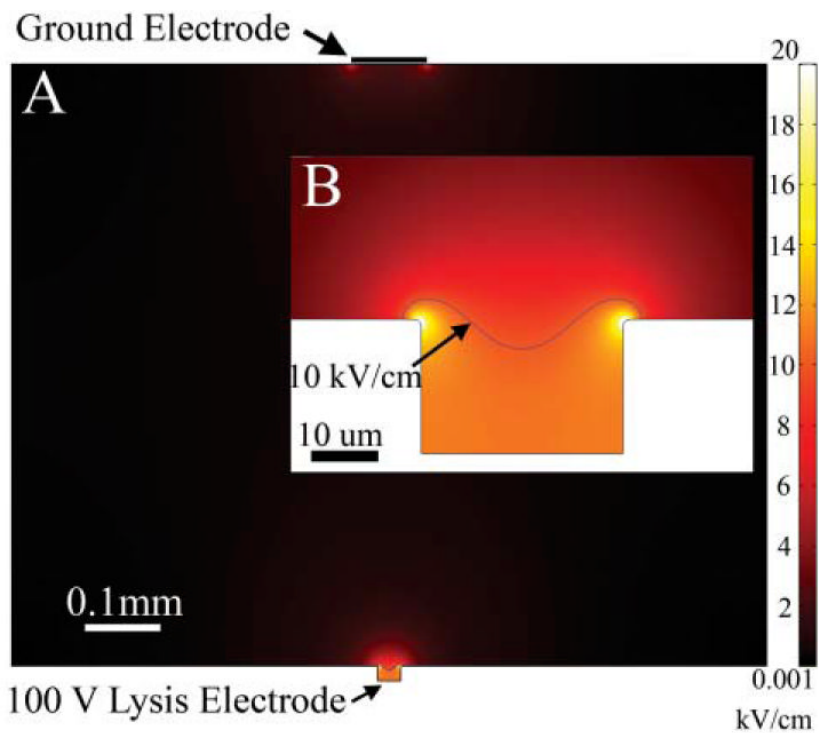 Ground Electrode
A
20
18
B
16
14
12
10 kV/cm
10
10 um
8
6
4
0.1mm
2
0.001
100 V Lysis Electrode
kV/cm